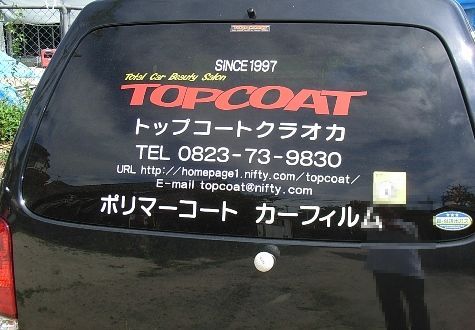 SINCE1997
Total Car Beauty Salon
TOPCOAT
トップコートクラオカ
TEL 0823-73-9830
URL http://homepage1.nifty.com/topcoat/
E-mail topcoat@nifty.com
ポリマーコート カーフィルム